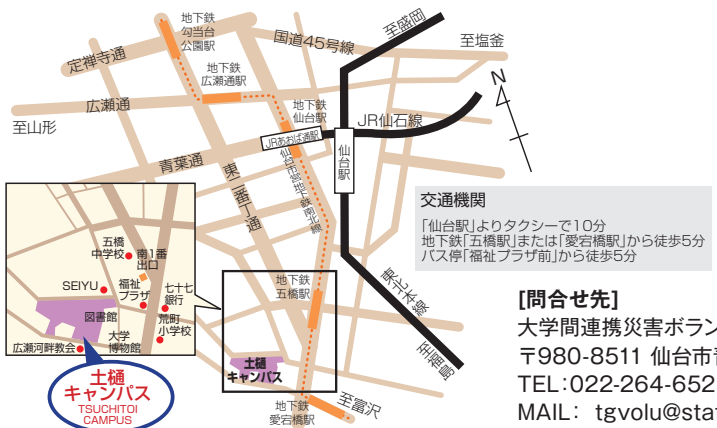 至盛岡
地下鉄
勾当台
公園駅
国道45号線
至塩釜
定禅寺通
地下鉄
広瀬通駅
N
広瀬通
地下鉄
仙台駅
至山形
JR仙石線
JRあおば通駅
仙台駅
青葉通
仙台市営地下鉄南北線
東二番丁通
交通機関
「仙台駅」よりタクシーで10分
地下鉄「五橋駅」または「愛宕橋駅」から徒歩5分
バス停「福祉プラザ前」から徒歩5分
五橋
中学校
南1番
出口
SEIYU
福祉
プラザ
七十七
銀行
図書館
荒町
小学校
大学
博物館
広瀬河畔教会
土樋
キャンパス
TSUCHITOI
CAMPUS
地下鉄
五橋駅
東北本線
至福島
土樋
キャンパス
至富沢
地下鉄
愛宕橋駅
[問合せ先]
大学間連携災害ボラン
〒980-8511 仙台市青
TEL:022-264-652
MAIL: tgvolu@sta